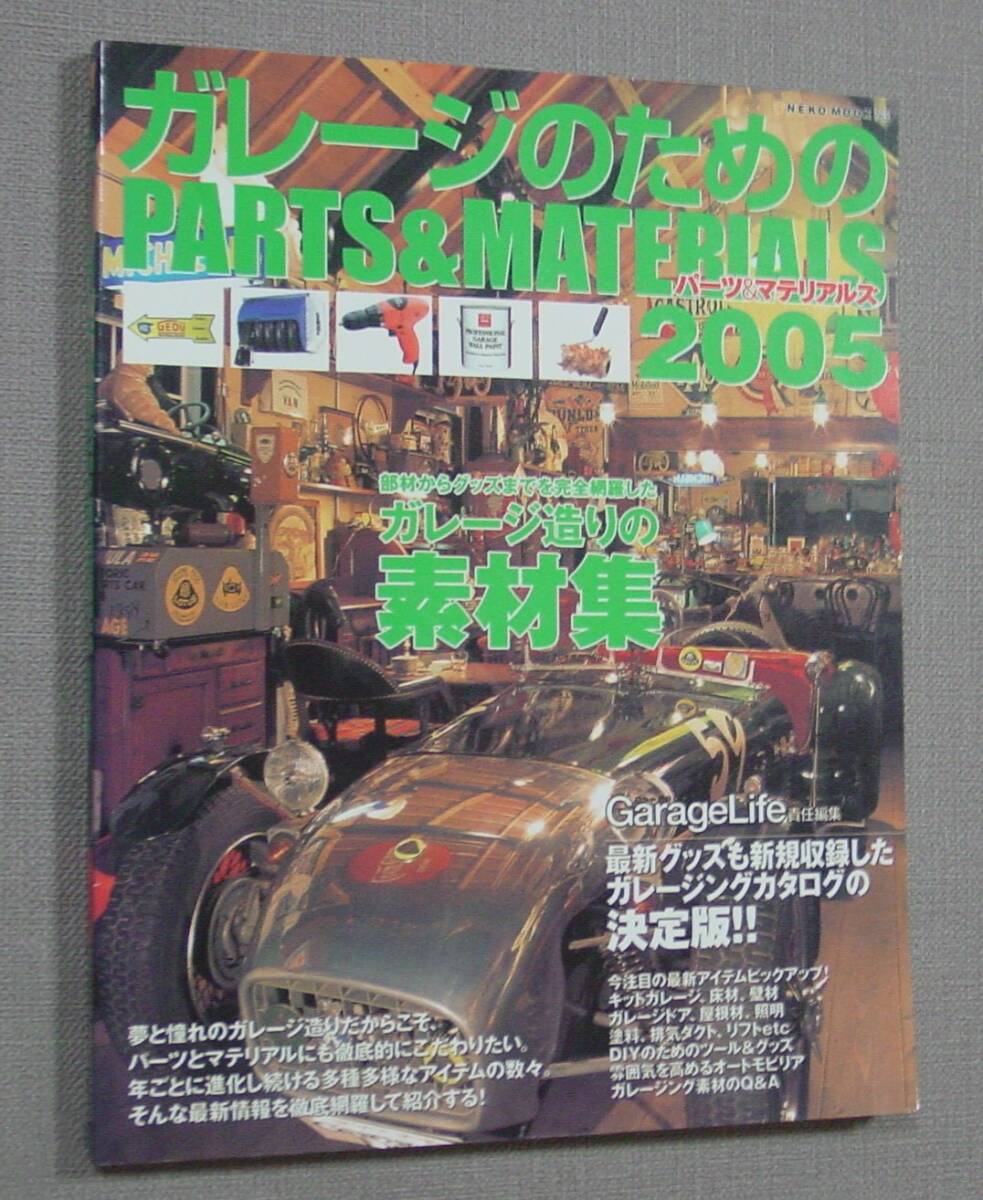 NEKO MOOK
ガレージのための
PARTS&MATERIALS
パーツ&マテリアルズ
2005
GEDU
PROFESSIONAL
GARAGE
WALL PAINT
CASTROL
部材からグッズまでを完全網羅した
ガレージ造りの
素材集
54
GarageLife 責任編集
最新グッズも新規収録した
ガレージングカタログの
決定版!!
今注目の最新アイテムピックアップ!
キットガレージ、床材、壁材
ガレージドア、屋根材、照明
塗料、排気ダクト、リフトetc
DIYのためのツール&グッズ
雰囲気を高めるオートモビリア
ガレージング素材のQ&A
夢と憧れのガレージ造りだからこそ、
パーツとマテリアルにも徹底的にこだわりたい。
年ごとに進化し続ける多種多様なアイテムの数々。
そんな最新情報を徹底網羅して紹介する!